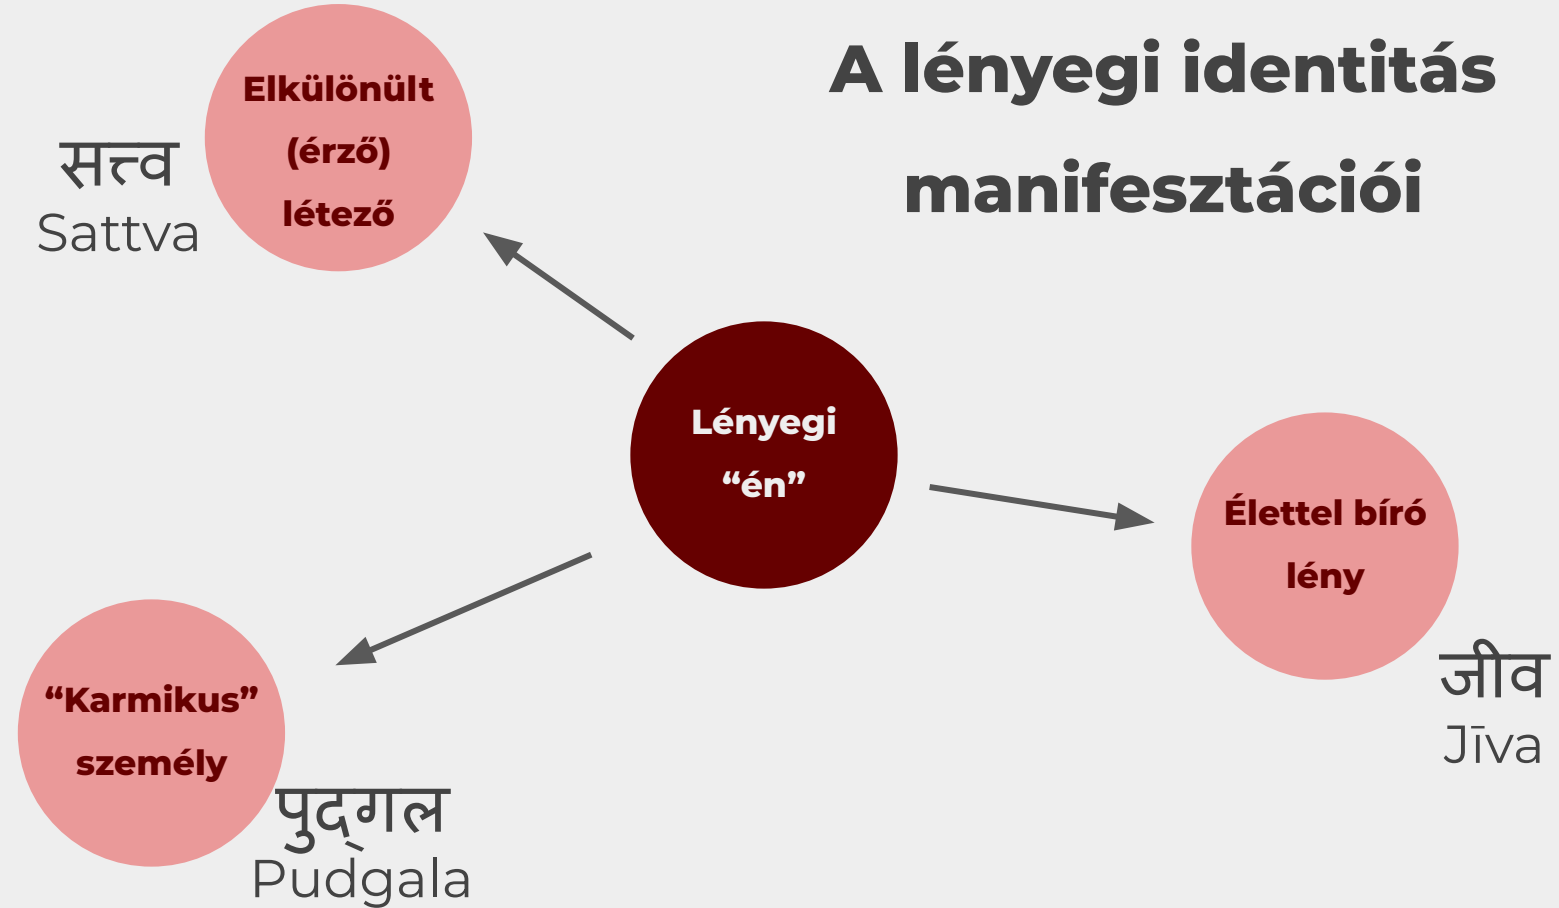 A lényegi identitás
manifesztációi
Elkülönült
(érző)
létező
सत्त्व
Sattva
Lényegi
“én”
Élettel bíró
lény
जीव
Jīva
“Karmikus”
személy
पुद्‌गल
Pudgala